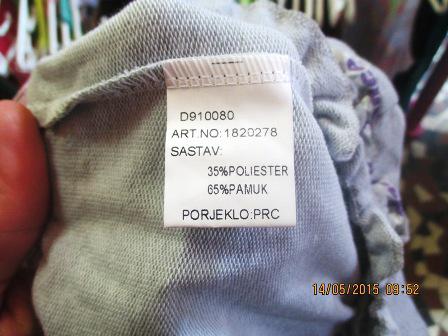 D910080
ART.NO:1820278
SASTAV:
35%POLIESTER
65%PAMUK
PORJEKLO:PRC
14/05/2015 09:52